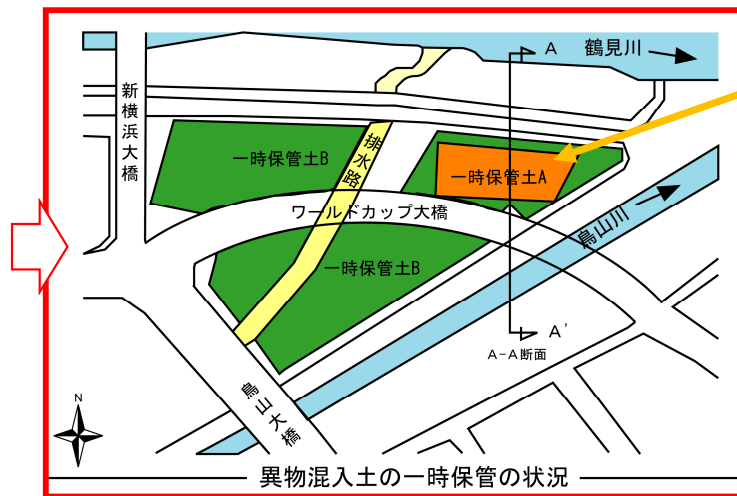 A
鶴見川
新横浜大橋
排水路
一時保管土B
一時保管土A
ワールドカップ大橋
鳥山川
一時保管土B
A'
A-A断面
鳥山大橋
N
異物混入土の一時保管の状況